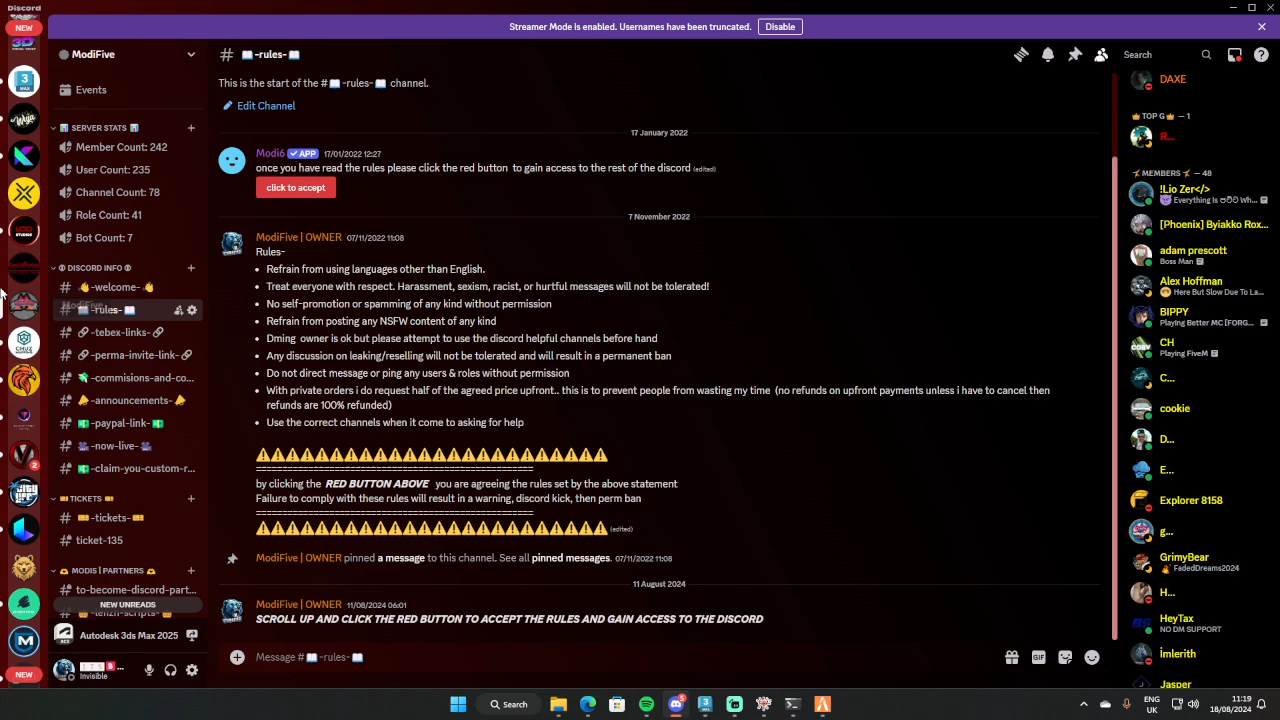 Discord
Streamer Mode is enabled. Usernames have been truncated.
Disable
NEW
ModiFive
Events
SERVER STATS
Member Count: 242
User Count: 235
Channel Count: 78
Role Count: 41
Bot Count: 7
DISCORD INFO
-welcome-
-rules-
ModiFive
-tebex-links-
-perma-invite-link-
-commisions-and-co...
-announcements-
-paypal-link-
-now-live-
-claim-you-custom-r...
TICKETS
-tickets-
ticket-135
MODI5 | PARTNERS
to-become-discord-part...
NEW UNREADS
Autodesk 3ds Max 2025
Invisible
NEW
# -rules-
Search
This is the start of the # -rules- channel.
Edit Channel
17 January 2022
Modi6 APP 17/01/2022 12:27
once you have read the rules please click the red button to gain access to the rest of the discord (edited)
click to accept
7 November 2022
ModiFive | OWNER 07/11/2022 11:08
Rules-
• Refrain from using languages other than English.
• Treat everyone with respect. Harassment, sexism, racist, or hurtful messages will not be tolerated!
• No self-promotion or spamming of any kind without permission
• Refrain from posting any NSFW content of any kind
• Dming owner is ok but please attempt to use the discord helpful channels before hand
• Any discussion on leaking/reselling will not be tolerated and will result in a permanent ban
• Do not direct message or ping any users & roles without permission
• With private orders i do request half of the agreed price upfront.. this is to prevent people from wasting my time (no refunds on upfront payments unless i have to cancel then
refunds are 100% refunded)
• Use the correct channels when it come to asking for help
by clicking the RED BUTTON ABOVE you are agreeing the rules set by the above statement
Failure to comply with these rules will result in a warning, discord kick, then perm ban
(edited)
ModiFive | OWNER pinned a message to this channel. See all pinned messages. 07/11/2022 11:08
11 August 2024
ModiFive | OWNER 11/08/2024 06:01
SCROLL UP AND CLICK THE RED BUTTON TO ACCEPT THE RULES AND GAIN ACCESS TO THE DISCORD
Message # -rules-
GIF
DAXE
TOP G — 1
R...
MEMBERS — 48
!Lio Zer</>
[Phoenix] Byiakko Rox...
adam prescott
Boss Man
Alex Hoffman
Here But Slow Due To La...
BIPPY
Playing Better MC [FORG...
CH
Playing FiveM
C...
cookie
D...
E...
Explorer 8158
g...
GrimyBear
FadedDreams2024
H...
HeyTax
NO DM SUPPORT
İmlerith
Jasper
Search
ENG
UK
11:19
18/08/2024